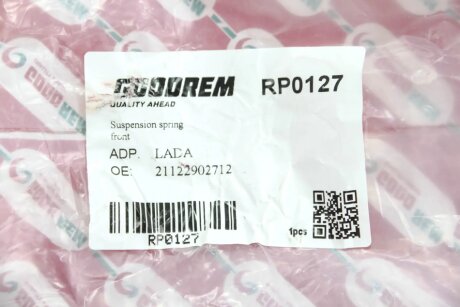 GOODREM
RP0127
QUALITY AHEAD
Suspension spring
front
ADP. LADA
OE: 21122902712
RP0127
1pcs